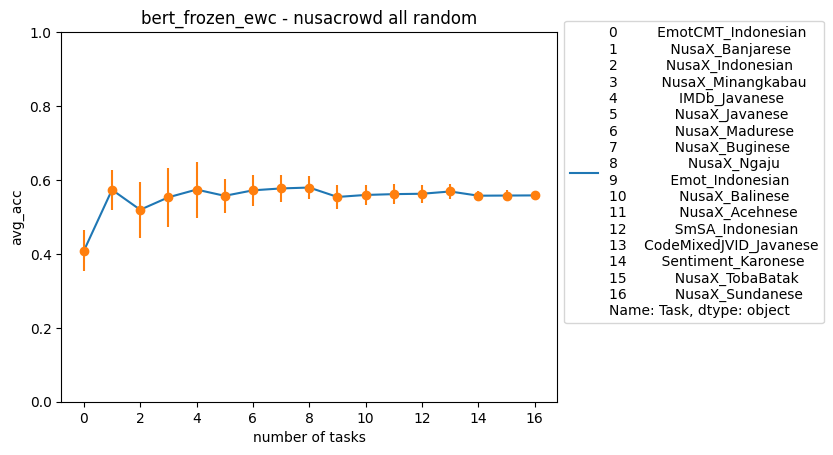 bert_frozen_ewc - nusacrowd all random
1.0
0.8
0.6
0.4
0.2
0.0
avg_acc
0 2 4 6 8 10 12 14 16
number of tasks
0 EmotCMT_Indonesian
1 NusaX_Banjarese
2 NusaX_Indonesian
3 NusaX_Minangkabau
4 IMDb_Javanese
5 NusaX_Javanese
6 NusaX_Madurese
7 NusaX_Buginese
8 NusaX_Ngaju
9 Emot_Indonesian
10 NusaX_Balinese
11 NusaX_Acehnese
12 SmSA_Indonesian
13 CodeMixedJVID_Javanese
14 Sentiment_Karonese
15 NusaX_TobaBatak
16 NusaX_Sundanese
Name: Task, dtype: object